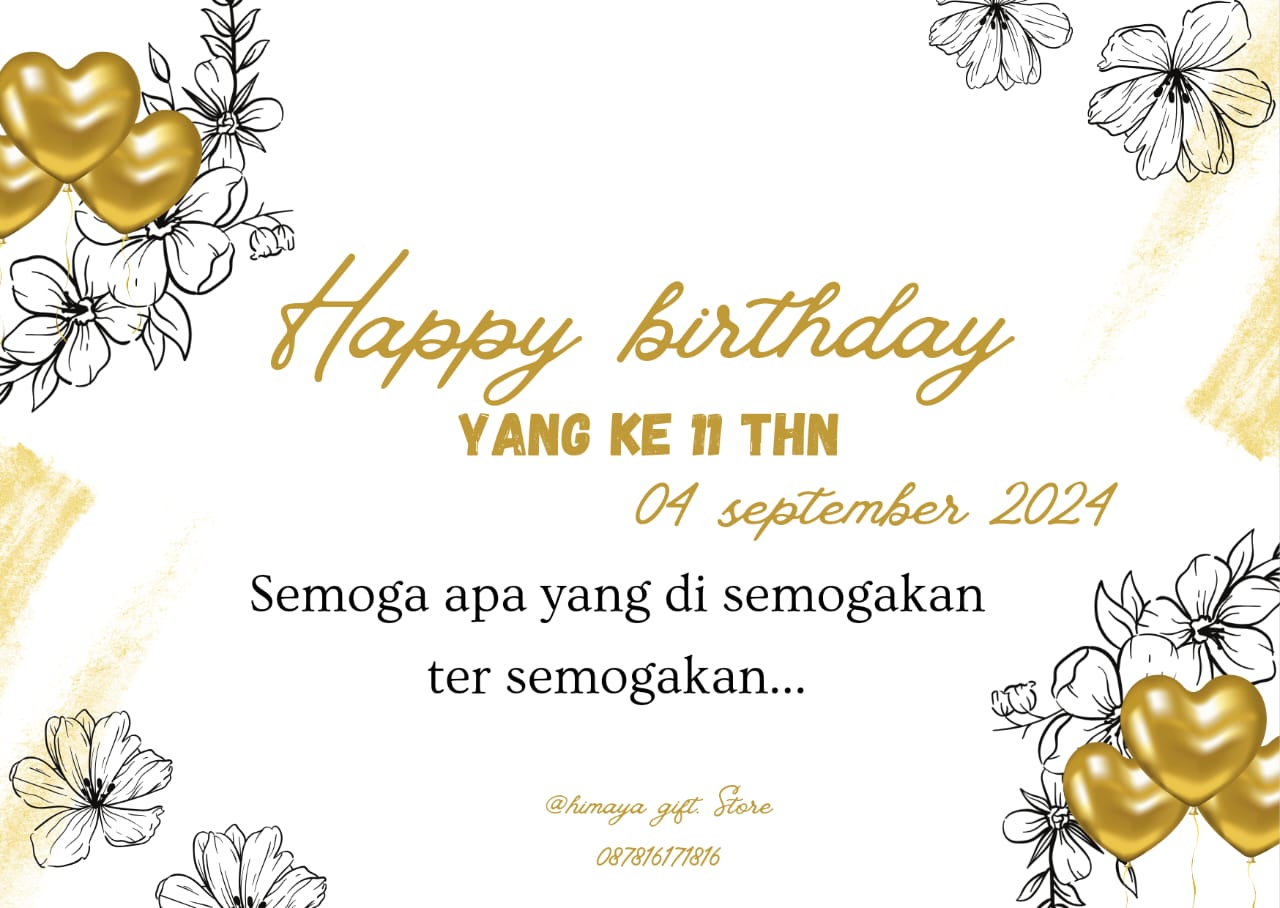 Happy birthday
YANG KE 11 THN
04 september 2024
Semoga apa yang di semogakan
ter semogakan...
@himaya gift. Store
087816171816